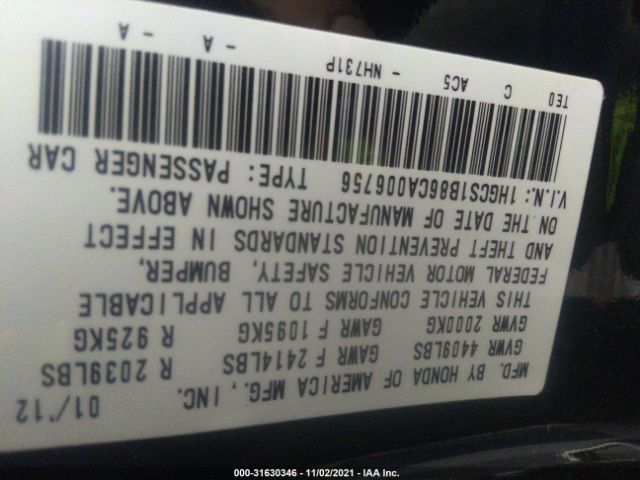 MFD. BY HONDA OF AMERICA MFG., INC. 01/'12
GVWR 4409LBS GAWR F 2414LBS R 2039LBS
GVWR 2000KG GAWR F 1095KG R 925KG
THIS VEHICLE CONFORMS TO ALL APPLICABLE
FEDERAL MOTOR VEHICLE SAFETY, BUMPER,
AND THEFT PREVENTION STANDARDS IN EFFECT
ON THE DATE OF MANUFACTURE SHOWN ABOVE.
V.I.N.: 1HGCS1B86CA006756 TYPE: PASSENGER CAR
TE0 C AC5 - NH731P - A - A
000-31630346 - 11/02/2021 - IAA Inc.